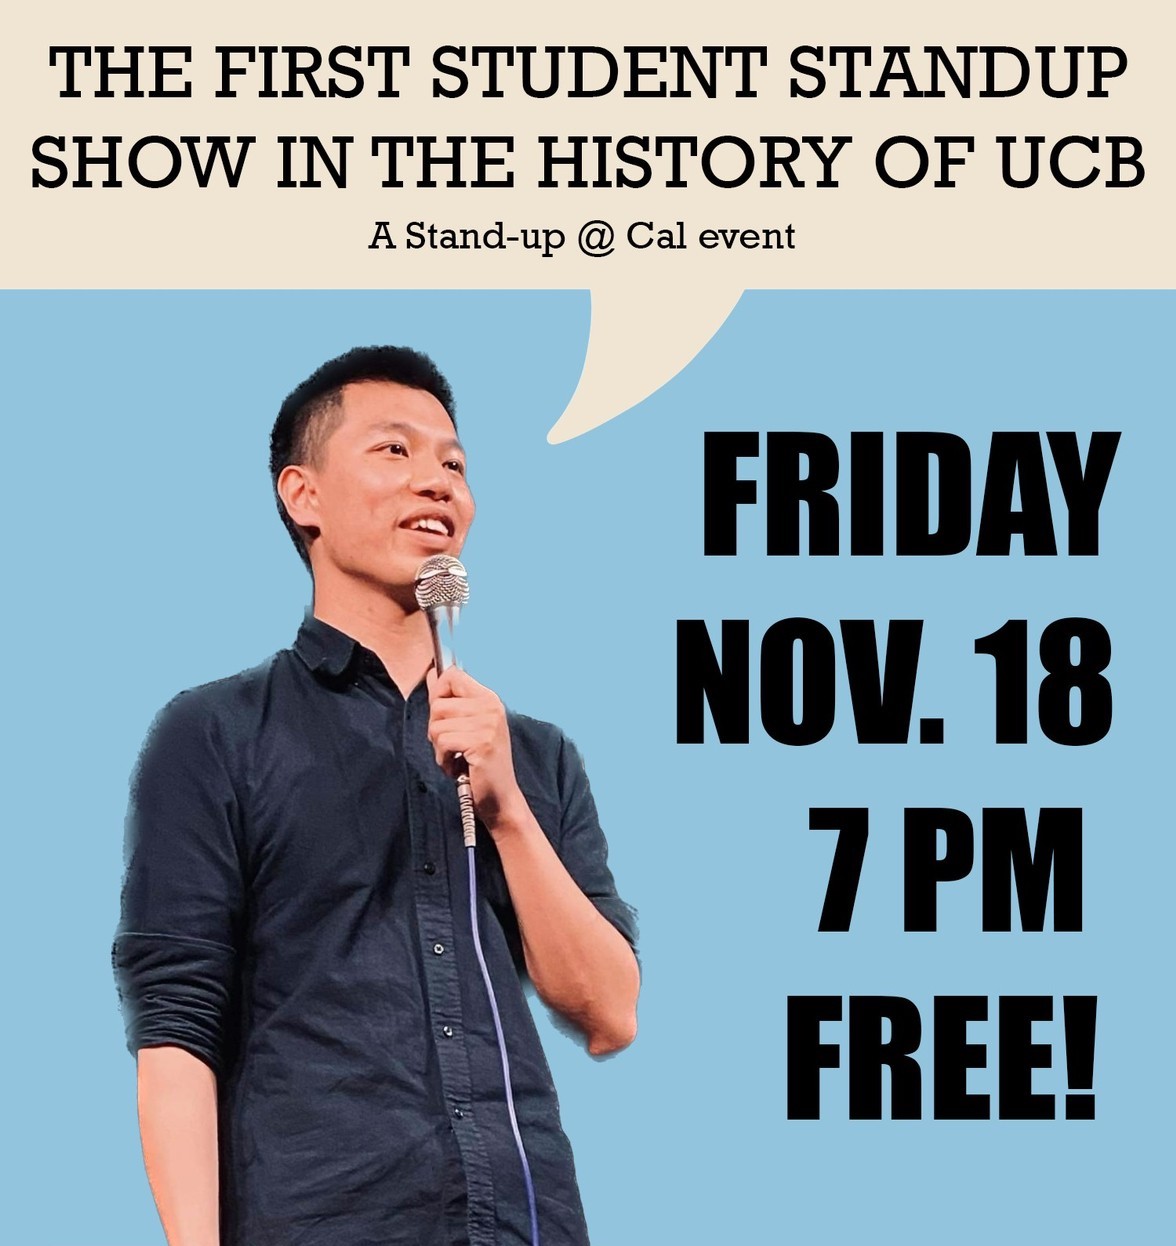 THE FIRST STUDENT STANDUP
SHOW IN THE HISTORY OF UCB
A Stand-up @ Cal event
FRIDAY
NOV. 18
7 PM
FREE!